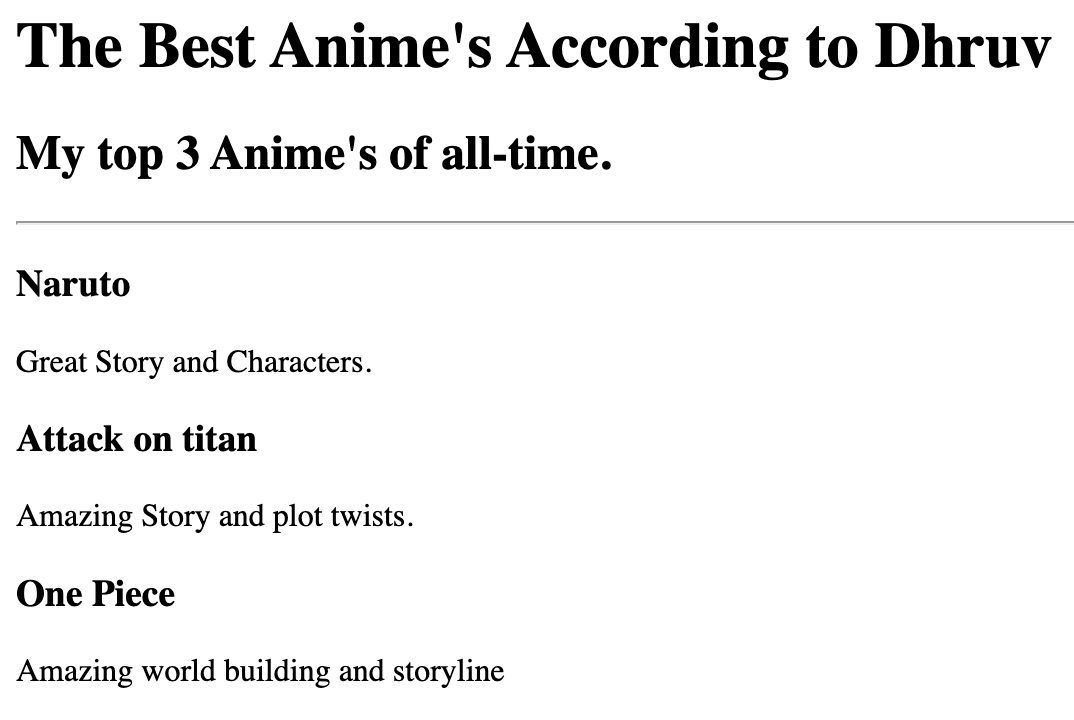 The Best Anime's According to Dhruv
My top 3 Anime's of all-time.
Naruto
Great Story and Characters.
Attack on titan
Amazing Story and plot twists.
One Piece
Amazing world building and storyline